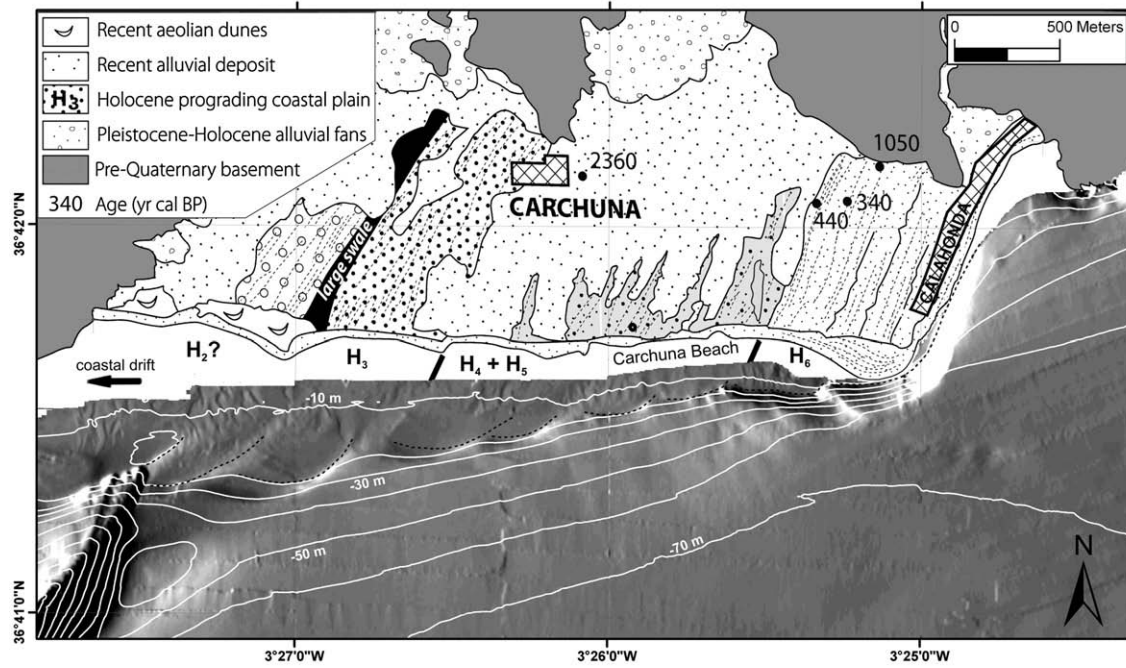 Recent aeolian dunes
Recent alluvial deposit
H3 Holocene prograding coastal plain
Pleistocene-Holocene alluvial fans
Pre-Quaternary basement
340 Age (yr cal BP)
0 500 Meters
1050
2360
CARCHUNA
440 340
CALAHONDA
large swale
36°42'0"N
H2?
H3
H4 + H5
Carchuna Beach
H6
coastal drift
-10 m
-30 m
-50 m
-70 m
N
36°41'0"N
3°27'0"W 3°26'0"W 3°25'0"W